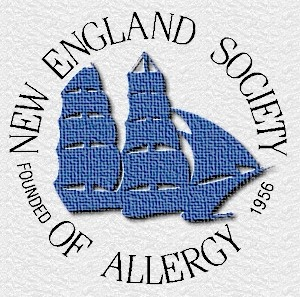 NEW ENGLAND SOCIETY
OF ALLERGY
FOUNDED
1956